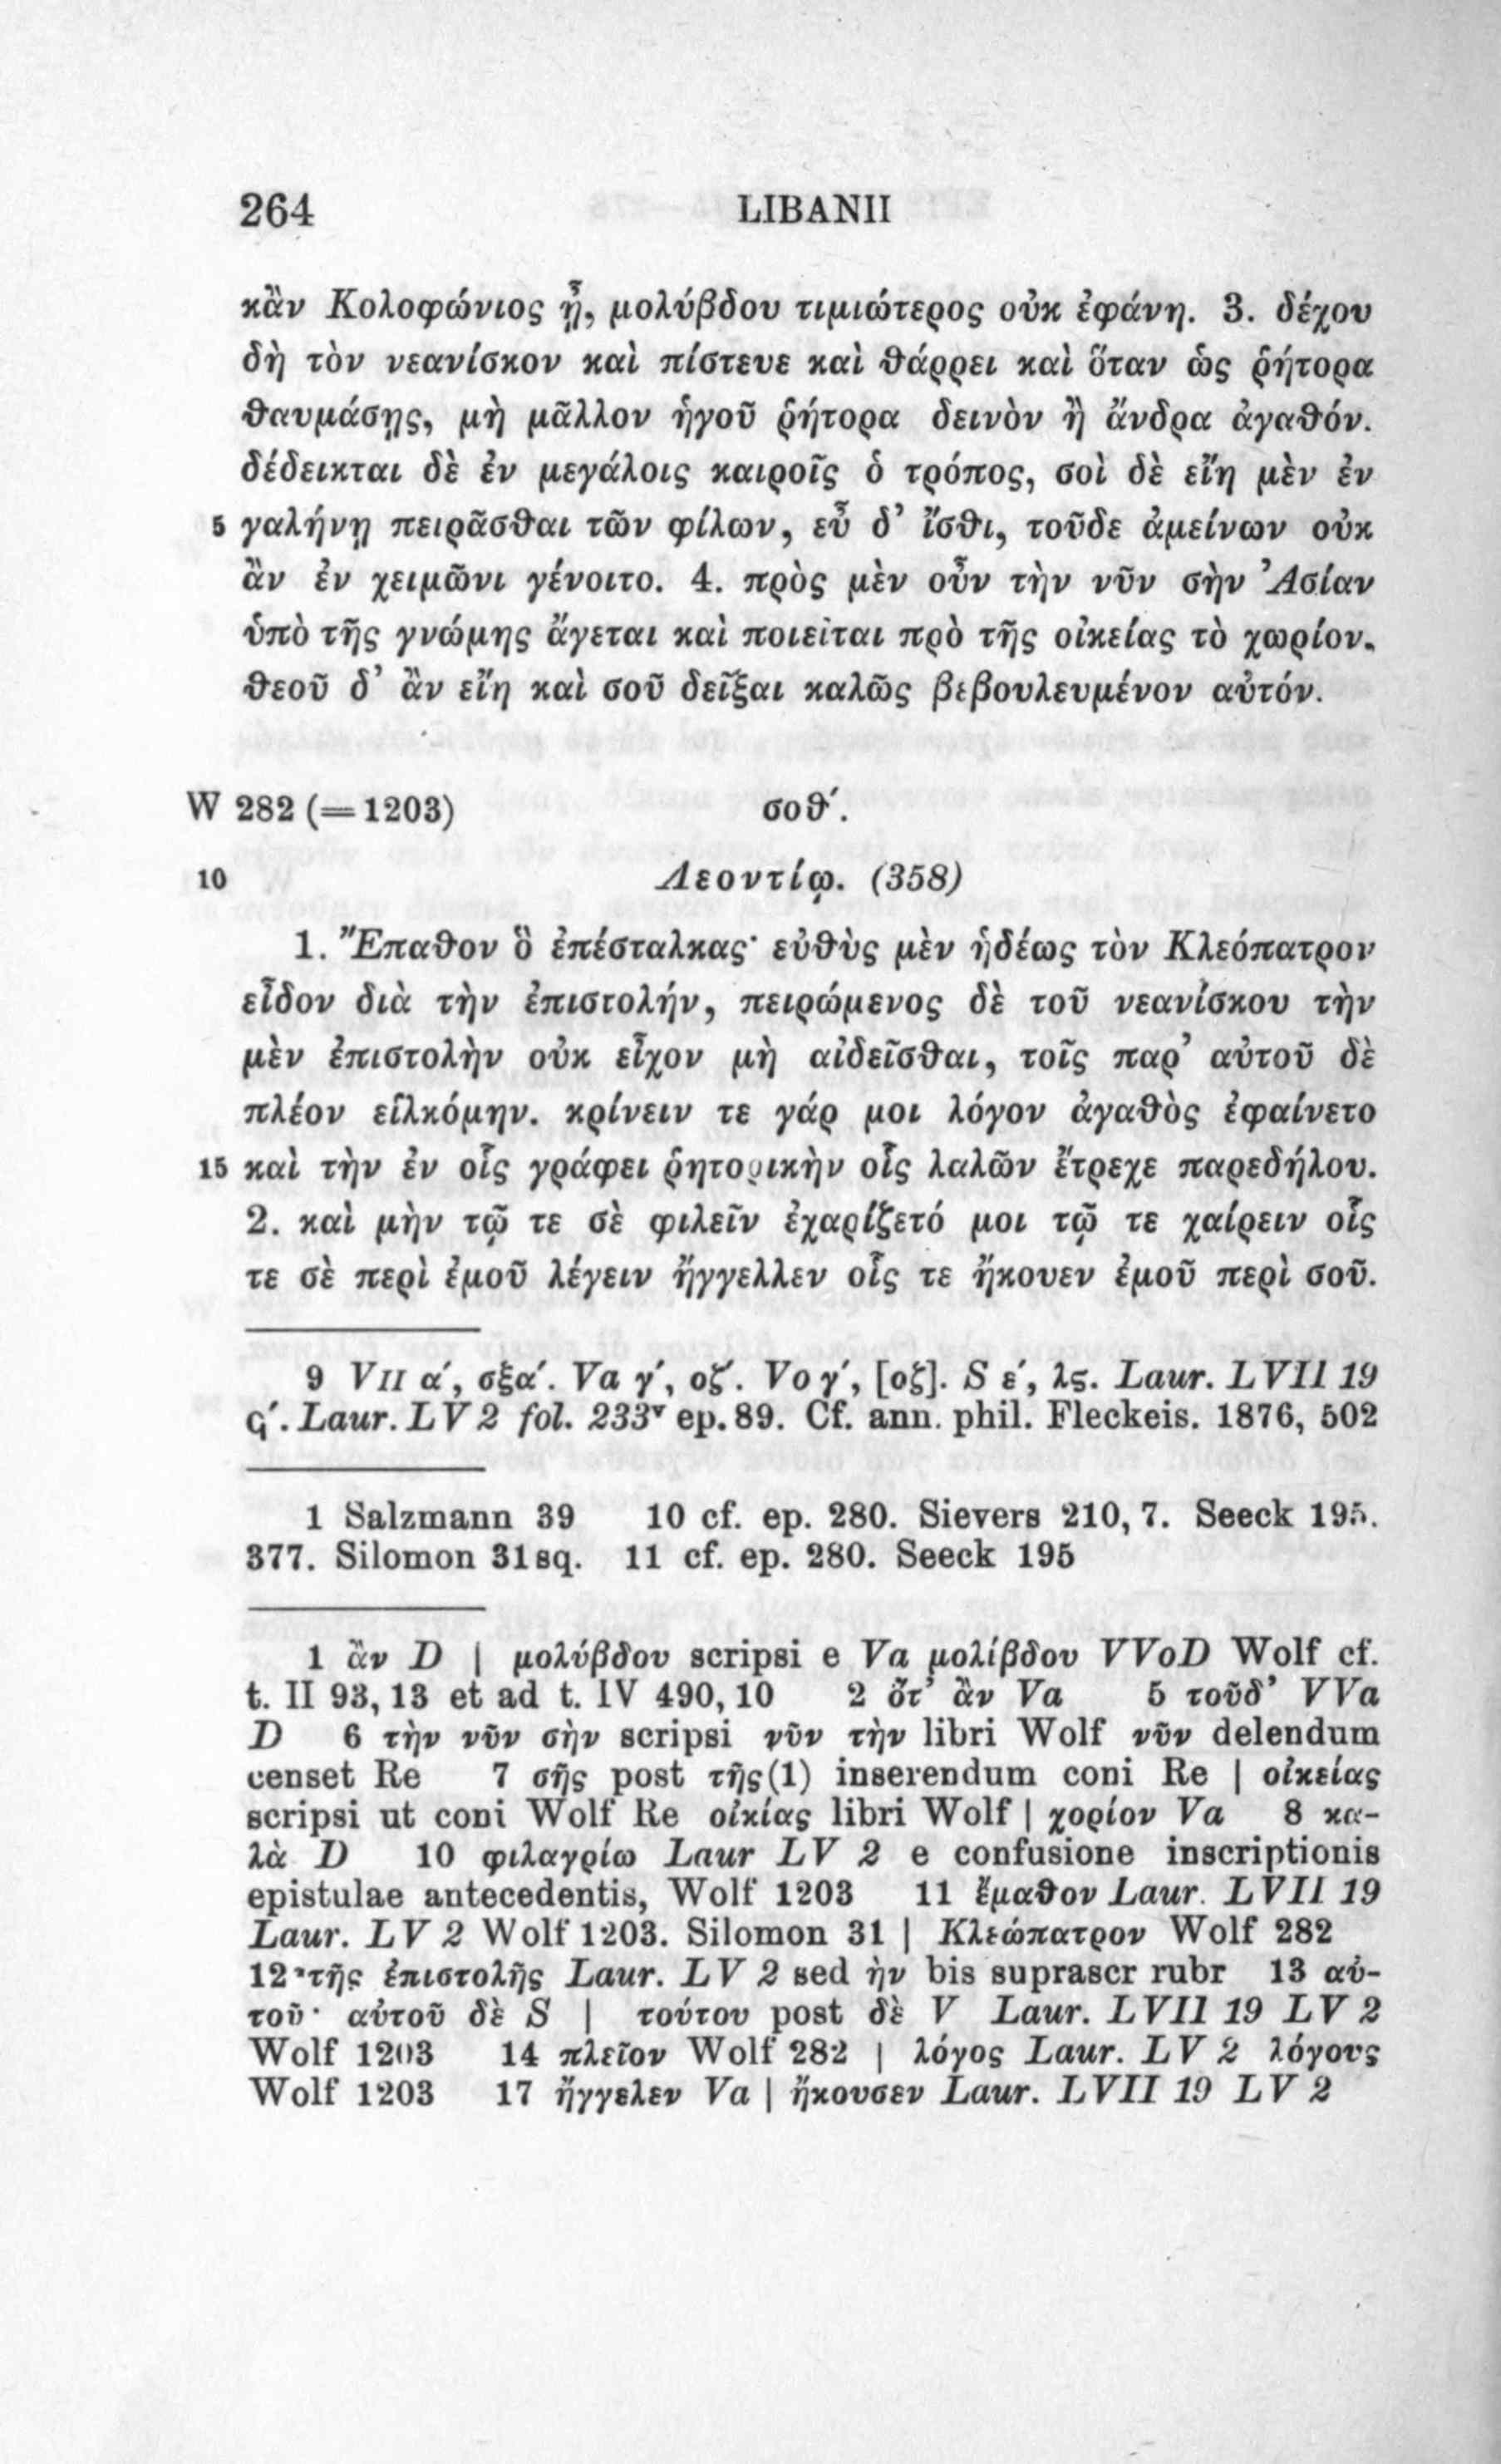 264 LIBANII
κἂν Κολοφώνιος ᾖ, μολύβδου τιμιώτερος οὐκ ἐφάνη. 3. δέχου
δὴ τὸν νεανίσκον καὶ πίστευε καὶ θάρρει καὶ ὅταν ὡς ῥήτορα
θαυμάσῃς, μὴ μᾶλλον ἡγοῦ ῥήτορα δεινὸν ἢ ἄνδρα ἀγαθόν.
δέδεικται δὲ ἐν μεγάλοις καιροῖς ὁ τρόπος, σοὶ δὲ εἴη μὲν ἐν
5 γαλήνῃ πειρᾶσθαι τῶν φίλων, εὖ δ’ ἴσθι, τοῦδε ἀμείνων οὐκ
ἂν ἐν χειμῶνι γένοιτο. 4. πρὸς μὲν οὖν τὴν νῦν σὴν Ἀσίαν
ὑπὸ τῆς γνώμης ἄγεται καὶ ποιεῖται πρὸ τῆς οἰκείας τὸ χωρίον.
θεοῦ δ’ ἂν εἴη καὶ σοῦ δεῖξαι καλῶς βεβουλευμένον αὐτόν.
W 282 (=1203) σοθ′.
10 Λεοντίῳ. (358)
1. Ἔπαθον ὃ ἐπέσταλκας· εὐθὺς μὲν ἡδέως τὸν Κλεόπατρον
εἶδον διὰ τὴν ἐπιστολήν, πειρώμενος δὲ τοῦ νεανίσκου τὴν
μὲν ἐπιστολὴν οὐκ εἶχον μὴ αἰδεῖσθαι, τοῖς παρ’ αὐτοῦ δὲ
πλέον εἱλκόμην. κρίνειν τε γάρ μοι λόγον ἀγαθὸς ἐφαίνετο
15 καὶ τὴν ἐν οἷς γράφει ῥητορικὴν οἷς λαλῶν ἔτρεχε παρεδήλου.
2. καὶ μὴν τῷ τε σὲ φιλεῖν ἐχαρίζετό μοι τῷ τε χαίρειν οἷς
τε σὲ περὶ ἐμοῦ λέγειν ἤγγελλεν οἷς τε ἤκουεν ἐμοῦ περὶ σοῦ.
9 VII α′, σξα′. Va γ′, οζ′. Vo γ′, [οζ]. S ε′, λς. Laur. LVII 19
ϥ′. Laur. LV 2 fol. 233ᵛ ep. 89. Cf. ann. phil. Fleckeis. 1876, 502
1 Salzmann 39 10 cf. ep. 280. Sievers 210, 7. Seeck 195.
377. Silomon 31 sq. 11 cf. ep. 280. Seeck 195
1 ἂν D | μολύβδου scripsi e Va μολίβδου VVoD Wolf cf.
t. II 93, 13 et ad t. IV 490, 10 2 ὅτ’ ἂν Va 5 τοῦδ’ VVa
D 6 τὴν νῦν σὴν scripsi νῦν τὴν libri Wolf νῦν delendum
censet Re 7 σῆς post τῆς(1) inserendum coni Re | οἰκείας
scripsi ut coni Wolf Re οἰκίας libri Wolf | χορίον Va 8 κα-
λὰ D 10 φιλαγρίω Laur LV 2 e confusione inscriptionis
epistulae antecedentis, Wolf 1203 11 ἔμαθον Laur. LVII 19
Laur. LV 2 Wolf 1203. Silomon 31 | Κλεώπατρον Wolf 282
12 τῆς ἐπιστολῆς Laur. LV 2 sed ὴν bis suprascr rubr 13 αὐ-
τοῦ· αὐτοῦ δὲ S | τούτου post δὲ V Laur. LVII 19 LV 2
Wolf 1203 14 πλεῖον Wolf 282 | λόγος Laur. LV 2 λόγους
Wolf 1203 17 ἤγγελεν Va | ἤκουσεν Laur. LVII 19 LV 2